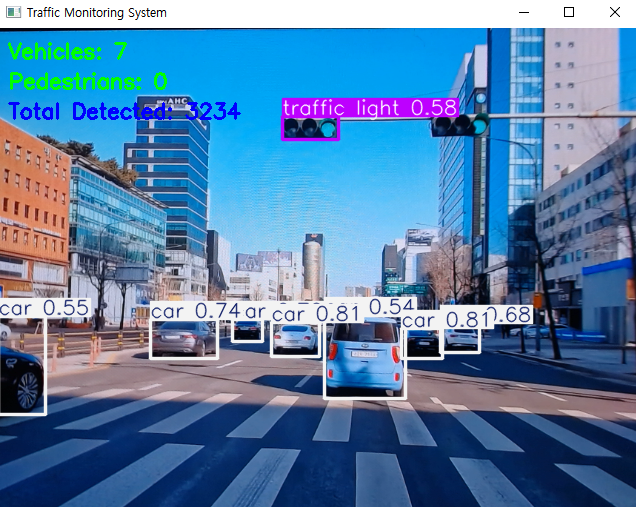 Traffic Monitoring System
Vehicles: 7
Pedestrians: 0
Total Detected: 3234
traffic light 0.58
car 0.55
car 0.74
ar
0.54
car 0.81
car 0.81
0.68